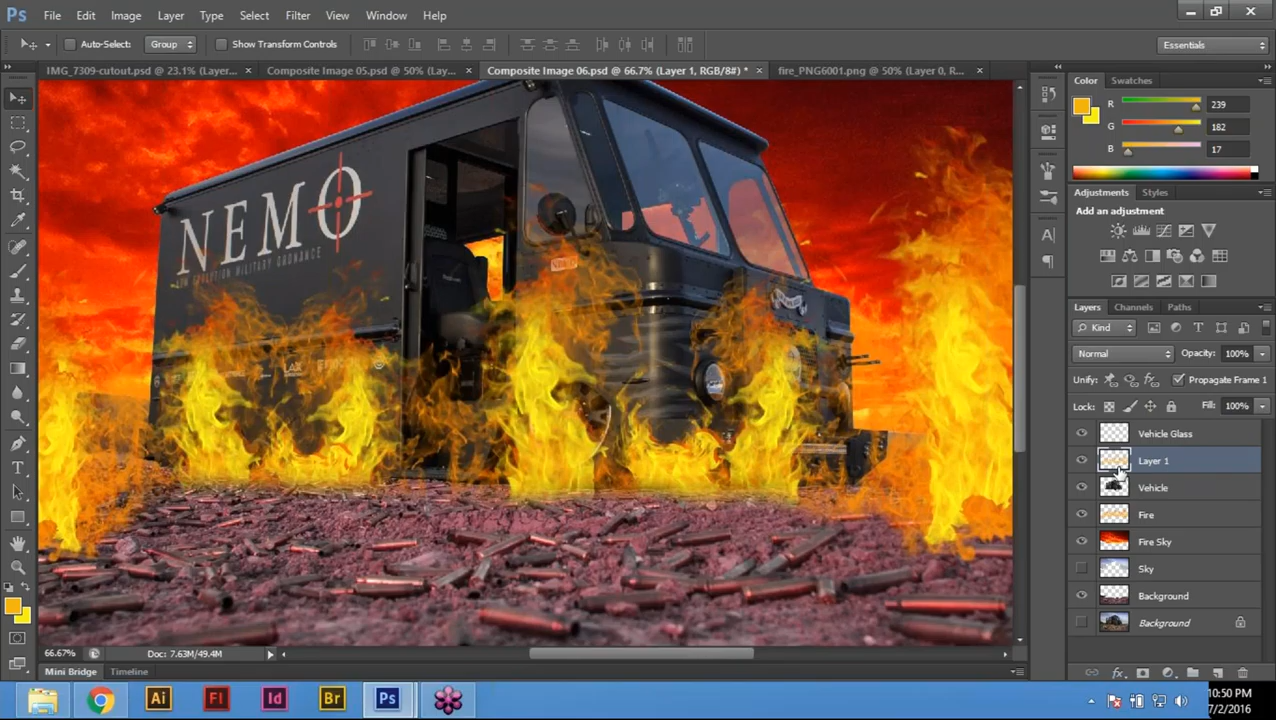 Ps File Edit Image Layer Type Select Filter View Window Help
Auto-Select: Group Show Transform Controls Essentials
IMG_7309-cutout.psd @ 23.1% (Layer... × Composite Image 05.psd @ 50% (Lay... × Composite Image 06.psd @ 66.7% (Layer 1, RGB/8#) * × fire_PNG6001.png @ 50% (Layer 0, R... ×
Color Swatches
R 239
G 182
B 17
Adjustments Styles
Add an adjustment
NEMO
Layers Channels Paths
Kind
Normal Opacity: 100%
Unify: Propagate Frame 1
Lock: Fill: 100%
Vehicle Glass
Layer 1
Vehicle
Fire
Fire Sky
Sky
Background
Background
66.67% Doc: 7.63M/49.4M
Mini Bridge Timeline
Ai Fl Id Br Ps
10:50 PM
7/2/2016